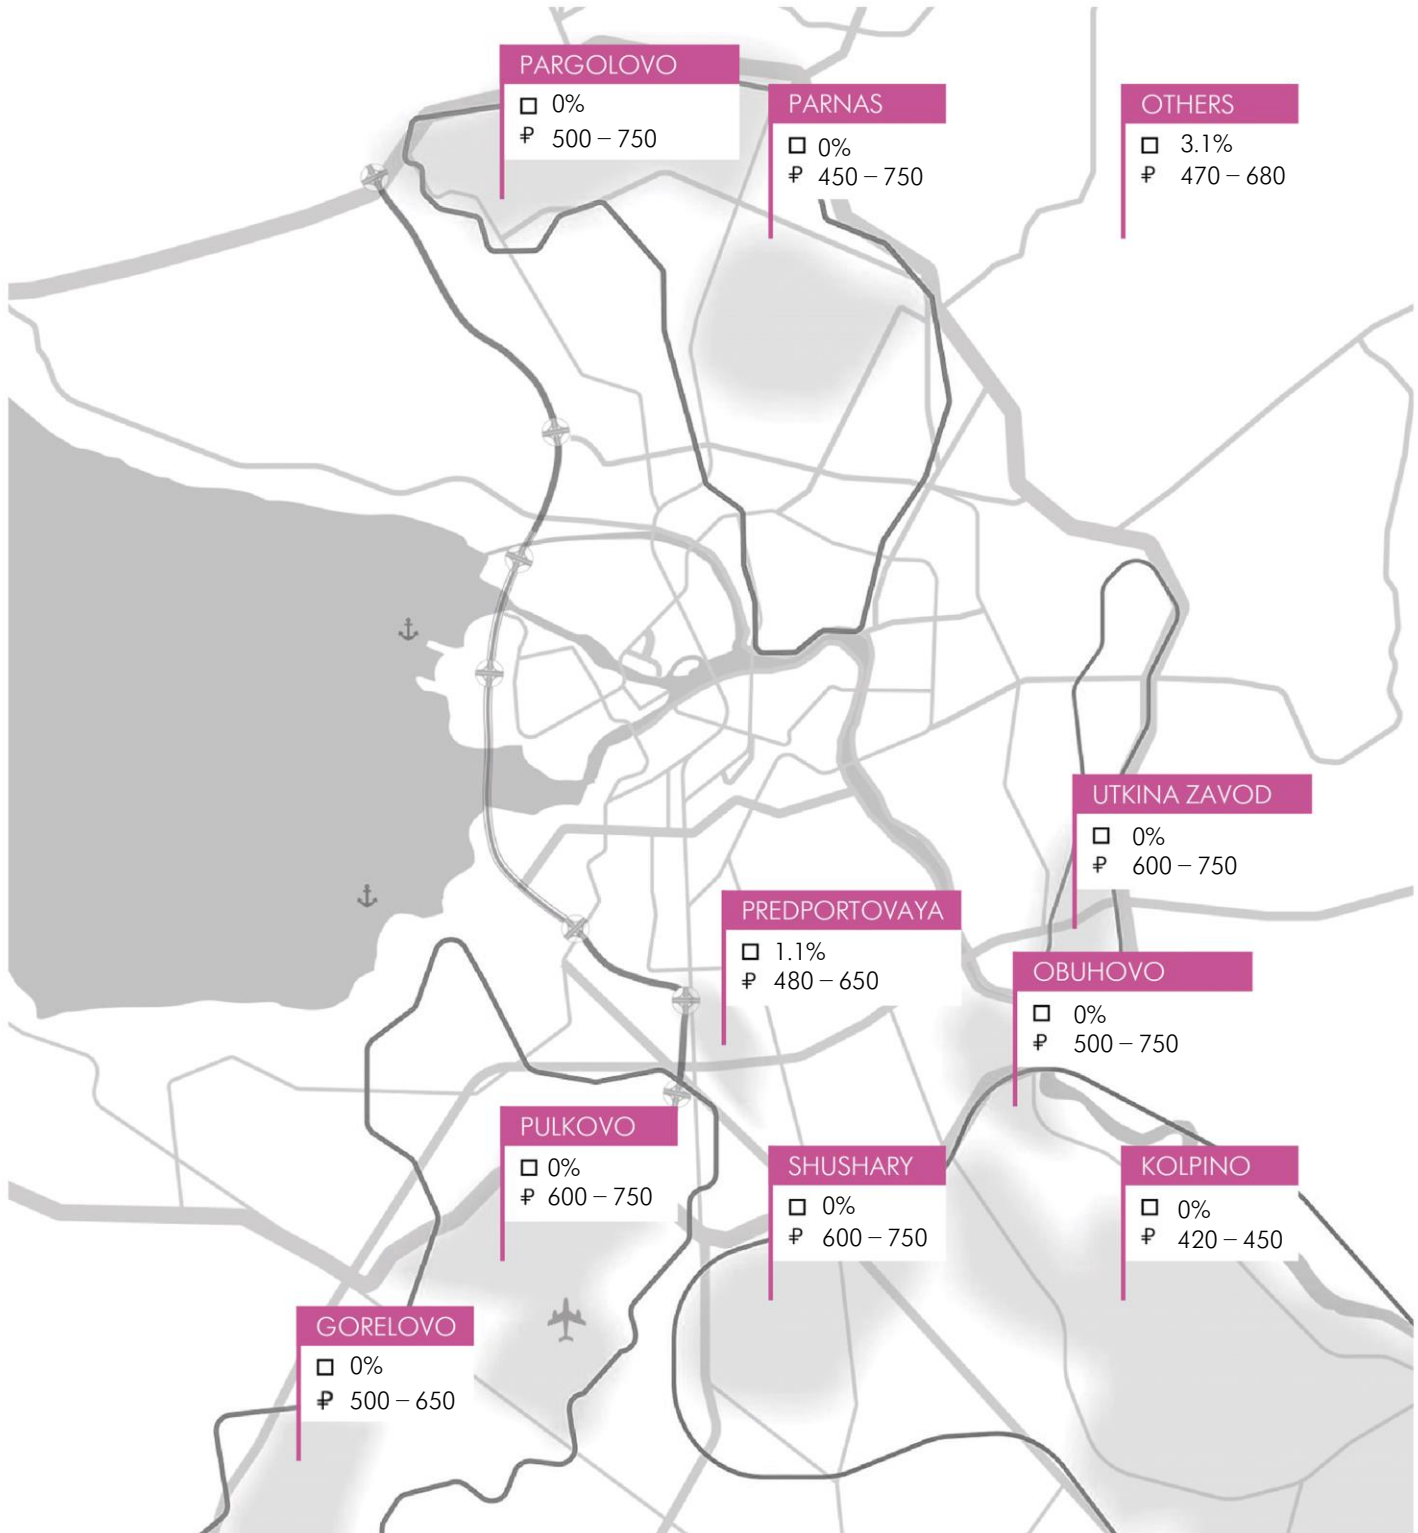 PARGOLOVO
0%
₽ 500 – 750
PARNAS
0%
₽ 450 – 750
OTHERS
3.1%
₽ 470 – 680
UTKINA ZAVOD
0%
₽ 600 – 750
PREDPORTOVAYA
1.1%
₽ 480 – 650
OBUHOVO
0%
₽ 500 – 750
PULKOVO
0%
₽ 600 – 750
SHUSHARY
0%
₽ 600 – 750
KOLPINO
0%
₽ 420 – 450
GORELOVO
0%
₽ 500 – 650